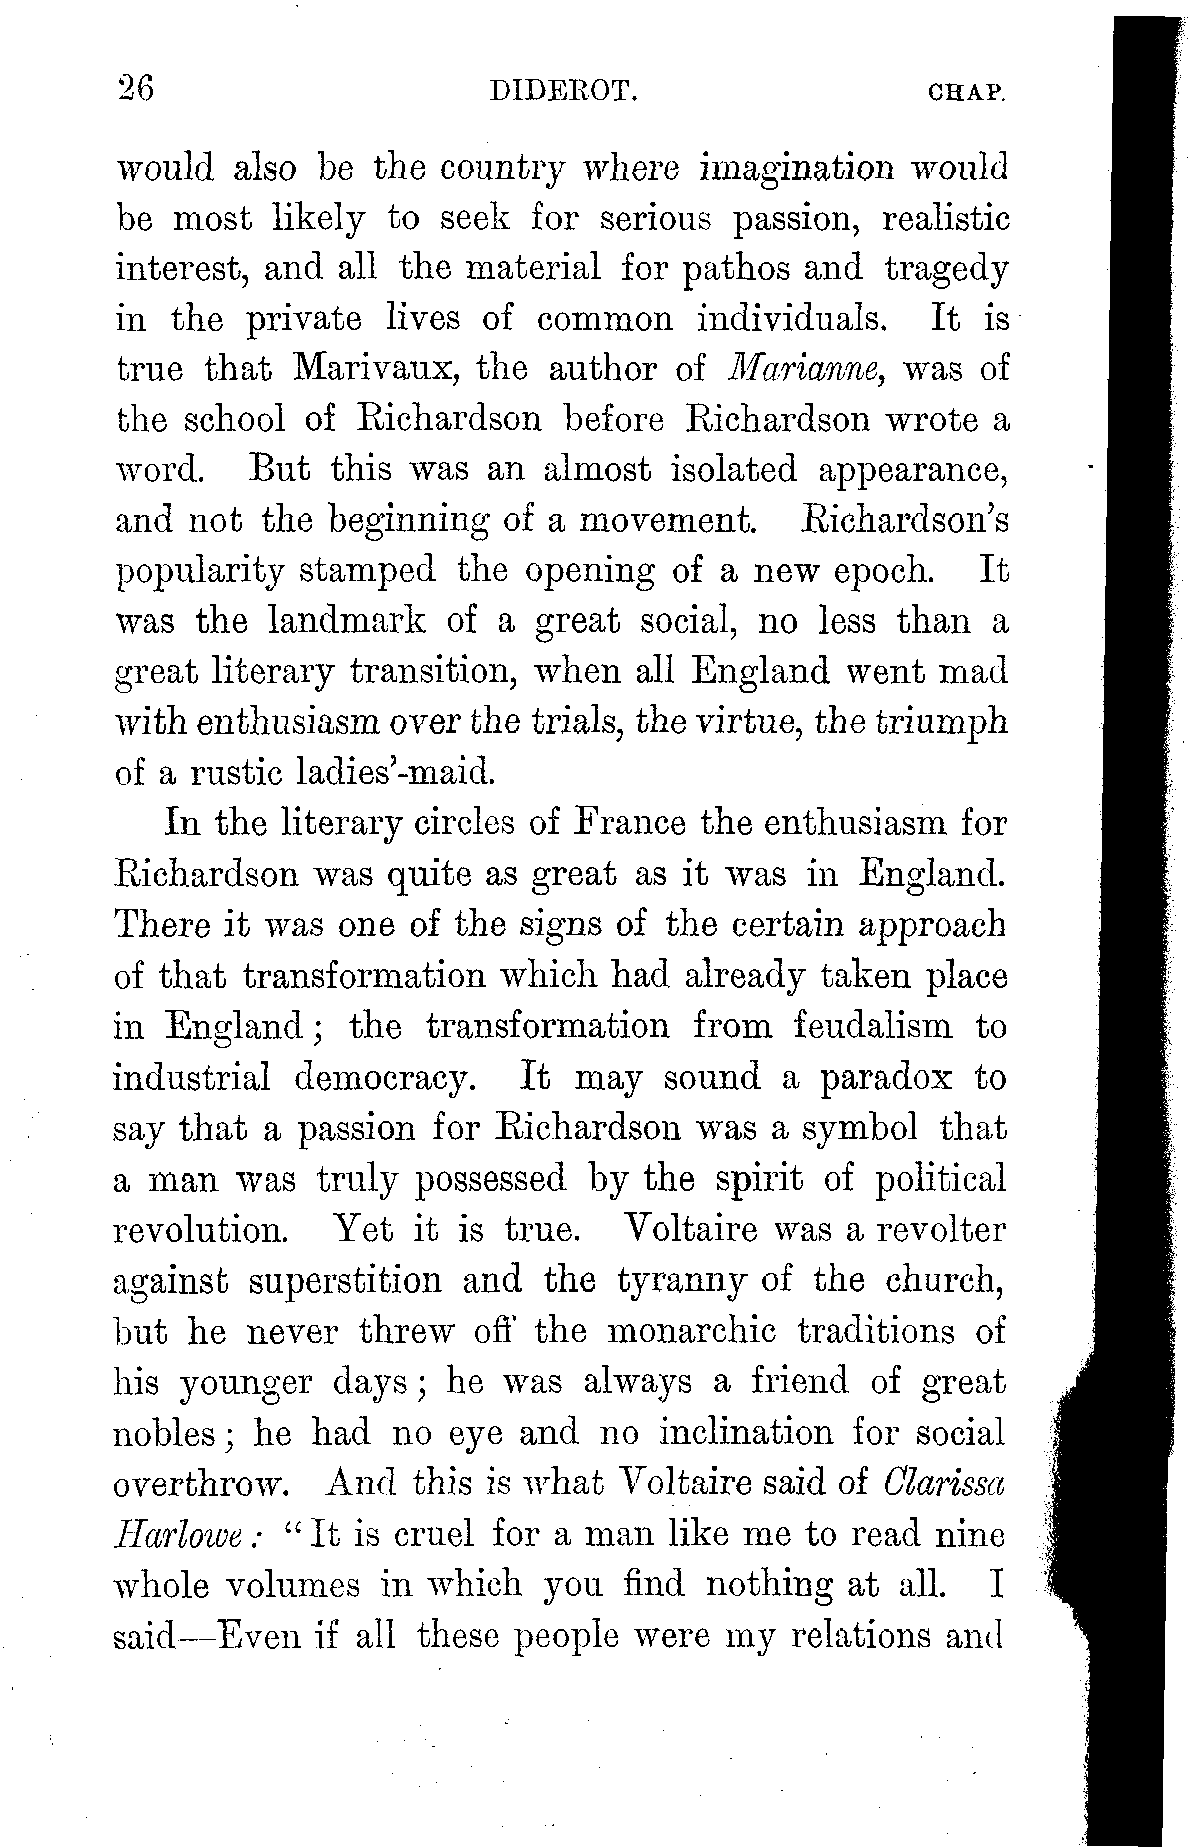 26 DIDEROT. CHAP.
would also be the country where imagination would
be most likely to seek for serious passion, realistic
interest, and all the material for pathos and tragedy
in the private lives of common individuals. It is
true that Marivaux, the author of Marianne, was of
the school of Richardson before Richardson wrote a
word. But this was an almost isolated appearance,
and not the beginning of a movement. Richardson's
popularity stamped the opening of a new epoch. It
was the landmark of a great social, no less than a
great literary transition, when all England went mad
with enthusiasm over the trials, the virtue, the triumph
of a rustic ladies'-maid.
In the literary circles of France the enthusiasm for
Richardson was quite as great as it was in England.
There it was one of the signs of the certain approach
of that transformation which had already taken place
in England; the transformation from feudalism to
industrial democracy. It may sound a paradox to
say that a passion for Richardson was a symbol that
a man was truly possessed by the spirit of political
revolution. Yet it is true. Voltaire was a revolter
against superstition and the tyranny of the church,
but he never threw off the monarchic traditions of
his younger days; he was always a friend of great
nobles; he had no eye and no inclination for social
overthrow. And this is what Voltaire said of Clarissa
Harlowe: "It is cruel for a man like me to read nine
whole volumes in which you find nothing at all. I
said—Even if all these people were my relations and